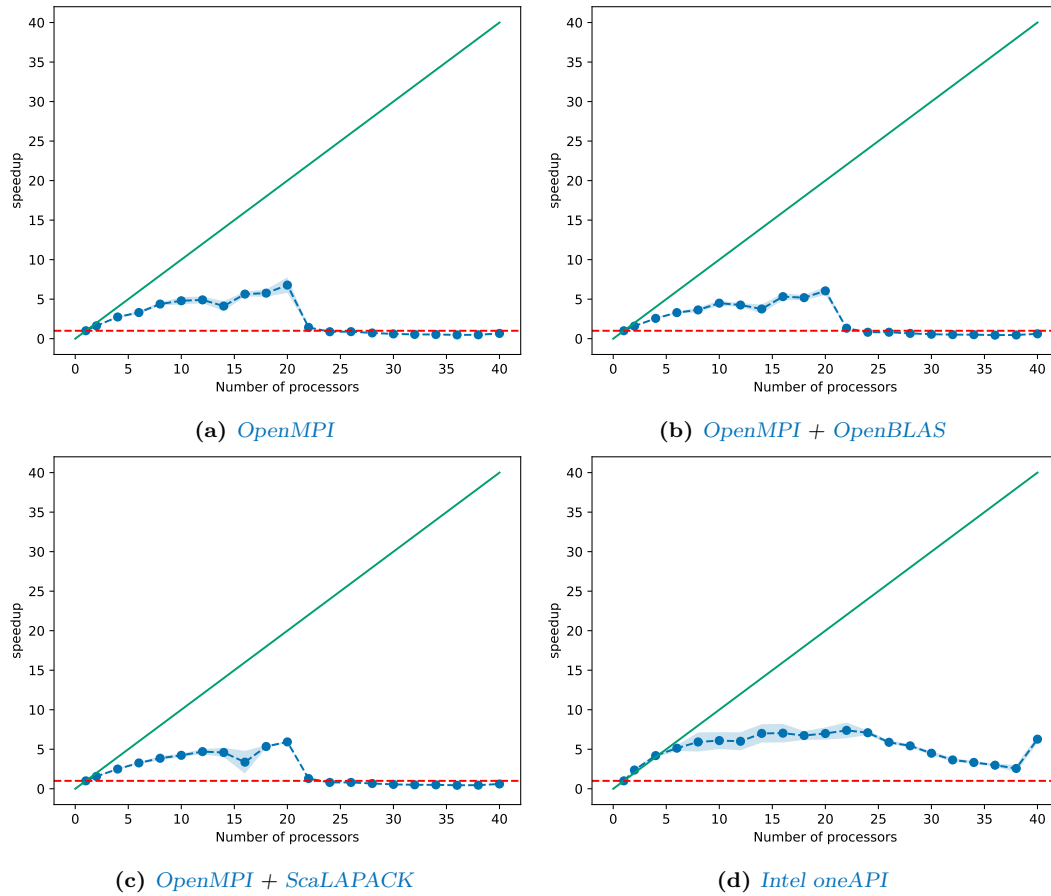 40
35
30
25
20
15
10
5
0
speedup
0 5 10 15 20 25 30 35 40
Number of processors
(a) OpenMPI
40
35
30
25
20
15
10
5
0
speedup
0 5 10 15 20 25 30 35 40
Number of processors
(b) OpenMPI + OpenBLAS
40
35
30
25
20
15
10
5
0
speedup
0 5 10 15 20 25 30 35 40
Number of processors
(c) OpenMPI + ScaLAPACK
40
35
30
25
20
15
10
5
0
speedup
0 5 10 15 20 25 30 35 40
Number of processors
(d) Intel oneAPI